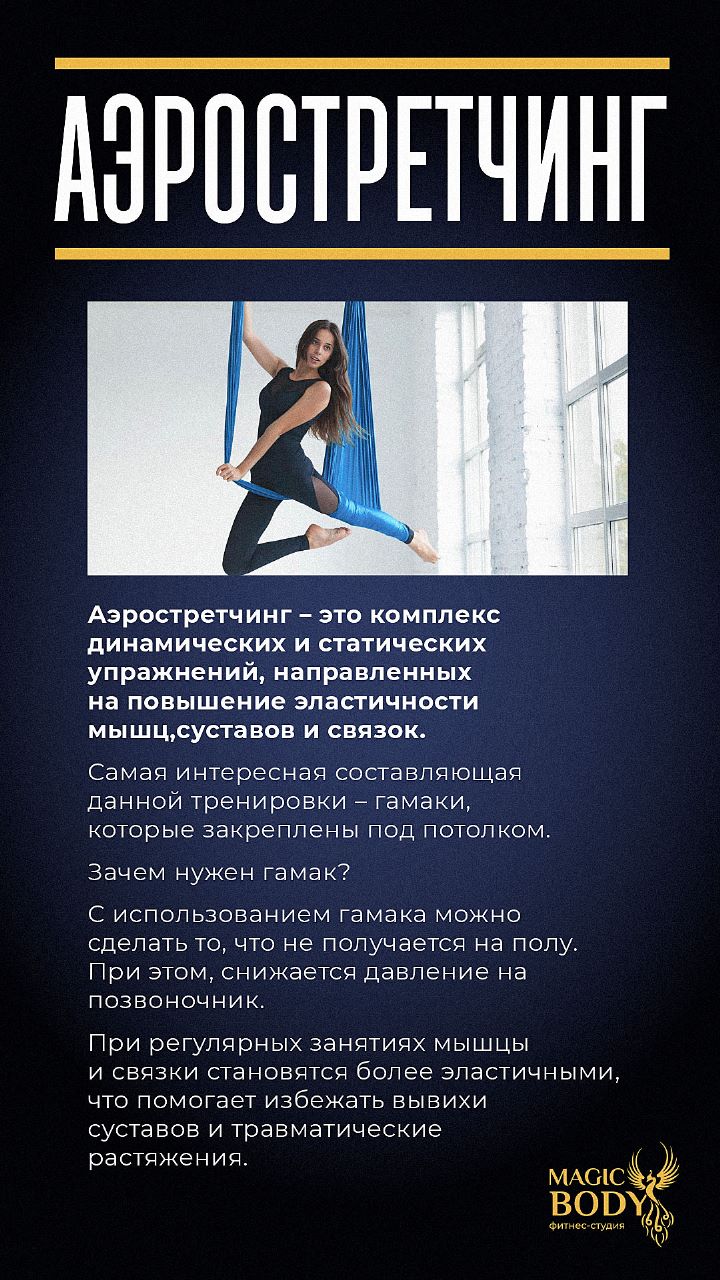 АЭРОСТРЕТЧИНГ
Аэростретчинг – это комплекс
динамических и статических
упражнений, направленных
на повышение эластичности
мышц,суставов и связок.
Самая интересная составляющая
данной тренировки – гамаки,
которые закреплены под потолком.
Зачем нужен гамак?
С использованием гамака можно
сделать то, что не получается на полу.
При этом, снижается давление на
позвоночник.
При регулярных занятиях мышцы
и связки становятся более эластичными,
что помогает избежать вывихи
суставов и травматические
растяжения.
MAGIC
BODY
фитнес-студия